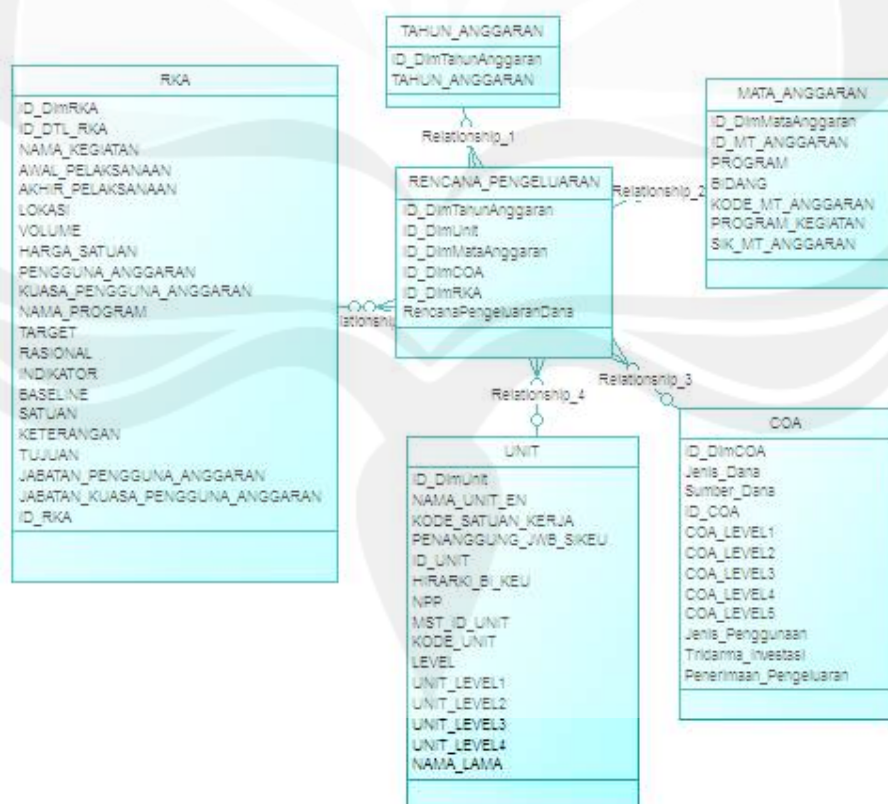 TAHUN_ANGGARAN
ID_DimTahunAnggaran
TAHUN_ANGGARAN
RKA
ID_DimRKA
ID_DTL_RKA
NAMA_KEGIATAN
AWAL_PELAKSANAAN
AKHIR_PELAKSANAAN
LOKASI
VOLUME
HARGA_SATUAN
PENGGUNA_ANGGARAN
KUASA_PENGGUNA_ANGGARAN
NAMA_PROGRAM
TARGET
RASIONAL
INDIKATOR
BASELINE
SATUAN
KETERANGAN
TUJUAN
JABATAN_PENGGUNA_ANGGARAN
JABATAN_KUASA_PENGGUNA_ANGGARAN
ID_RKA
Relationship_1
MATA_ANGGARAN
ID_DimMataAnggaran
ID_MT_ANGGARAN
PROGRAM
BIDANG
KODE_MT_ANGGARAN
PROGRAM_KEGIATAN
SIK_MT_ANGGARAN
RENCANA_PENGELUARAN
ID_DimTahunAnggaran
ID_DimUnit
ID_DimMataAnggaran
ID_DimCOA
ID_DimRKA
RencanaPengeluaranDana
Relationship_2
lationship
Relationship_3
Relationship_4
UNIT
ID_DimUnit
NAMA_UNIT_EN
KODE_SATUAN_KERJA
PENANGGUNG_JWB_SIKEU
ID_UNIT
HIRARKI_BI_KEU
NPP
MST_ID_UNIT
KODE_UNIT
LEVEL
UNIT_LEVEL1
UNIT_LEVEL2
UNIT_LEVEL3
UNIT_LEVEL4
NAMA_LAMA
COA
ID_DimCOA
Jenis_Dana
Sumber_Dana
ID_COA
COA_LEVEL1
COA_LEVEL2
COA_LEVEL3
COA_LEVEL4
COA_LEVEL5
Jenis_Penggunaan
Tridarma_Investasi
Penerimaan_Pengeluaran